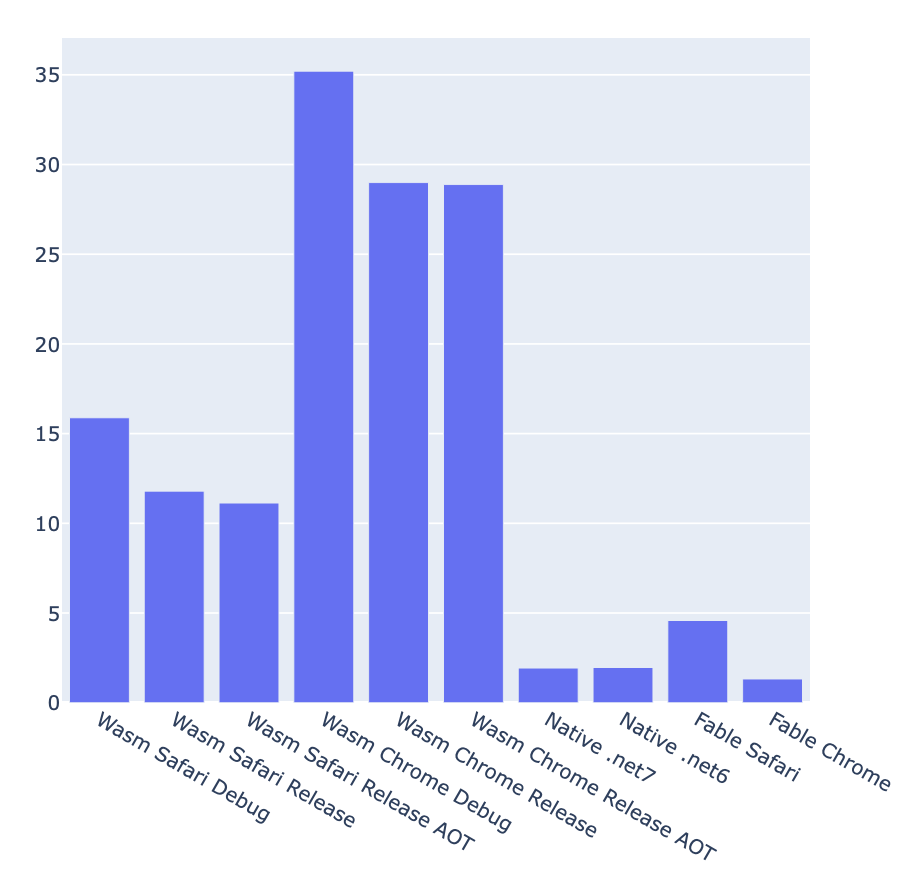 35
30
25
20
15
10
5
0
Wasm Safari Debug
Wasm Safari Release
Wasm Safari Release AOT
Wasm Chrome Debug
Wasm Chrome Release
Wasm Chrome Release AOT
Native .net7
Native .net6
Fable Safari
Fable Chrome